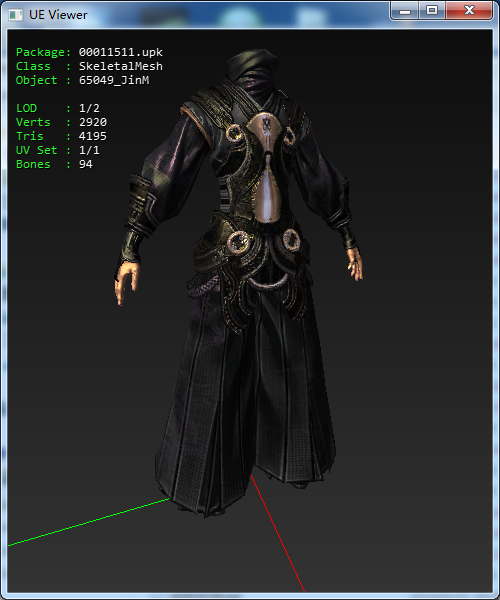 UE Viewer
Package: 00011511.upk
Class : SkeletalMesh
Object : 65049_JinM
LOD : 1/2
Verts : 2920
Tris : 4195
UV Set : 1/1
Bones : 94